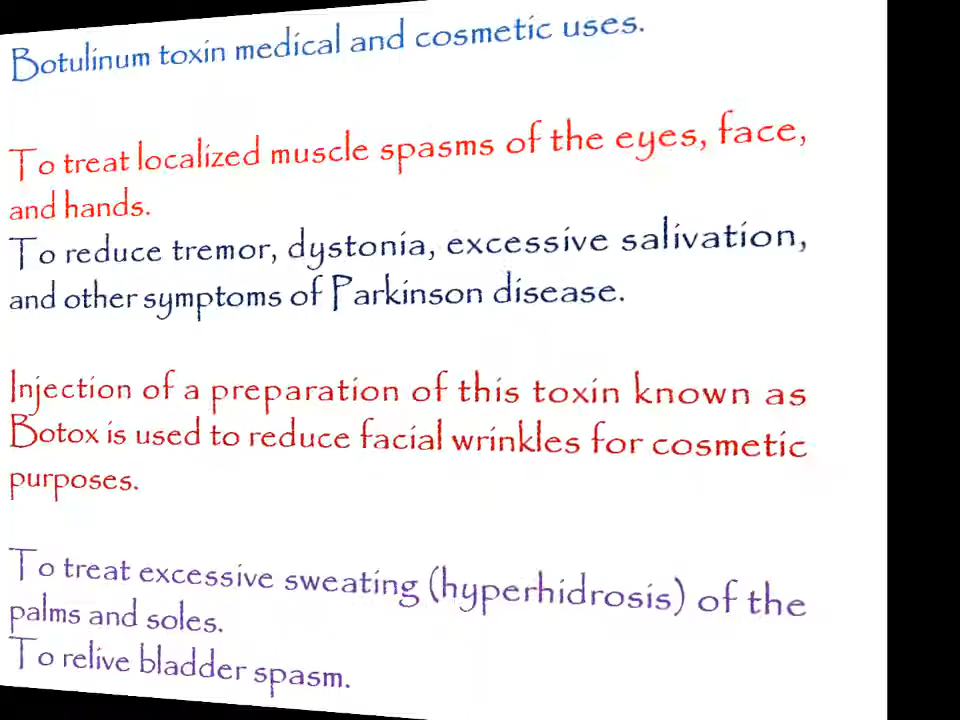 Botulinum toxin medical and cosmetic uses.
To treat localized muscle spasms of the eyes, face,
and hands.
To reduce tremor, dystonia, excessive salivation,
and other symptoms of Parkinson disease.
Injection of a preparation of this toxin known as
Botox is used to reduce facial wrinkles for cosmetic
purposes.
To treat excessive sweating (hyperhidrosis) of the
palms and soles.
To relive bladder spasm.